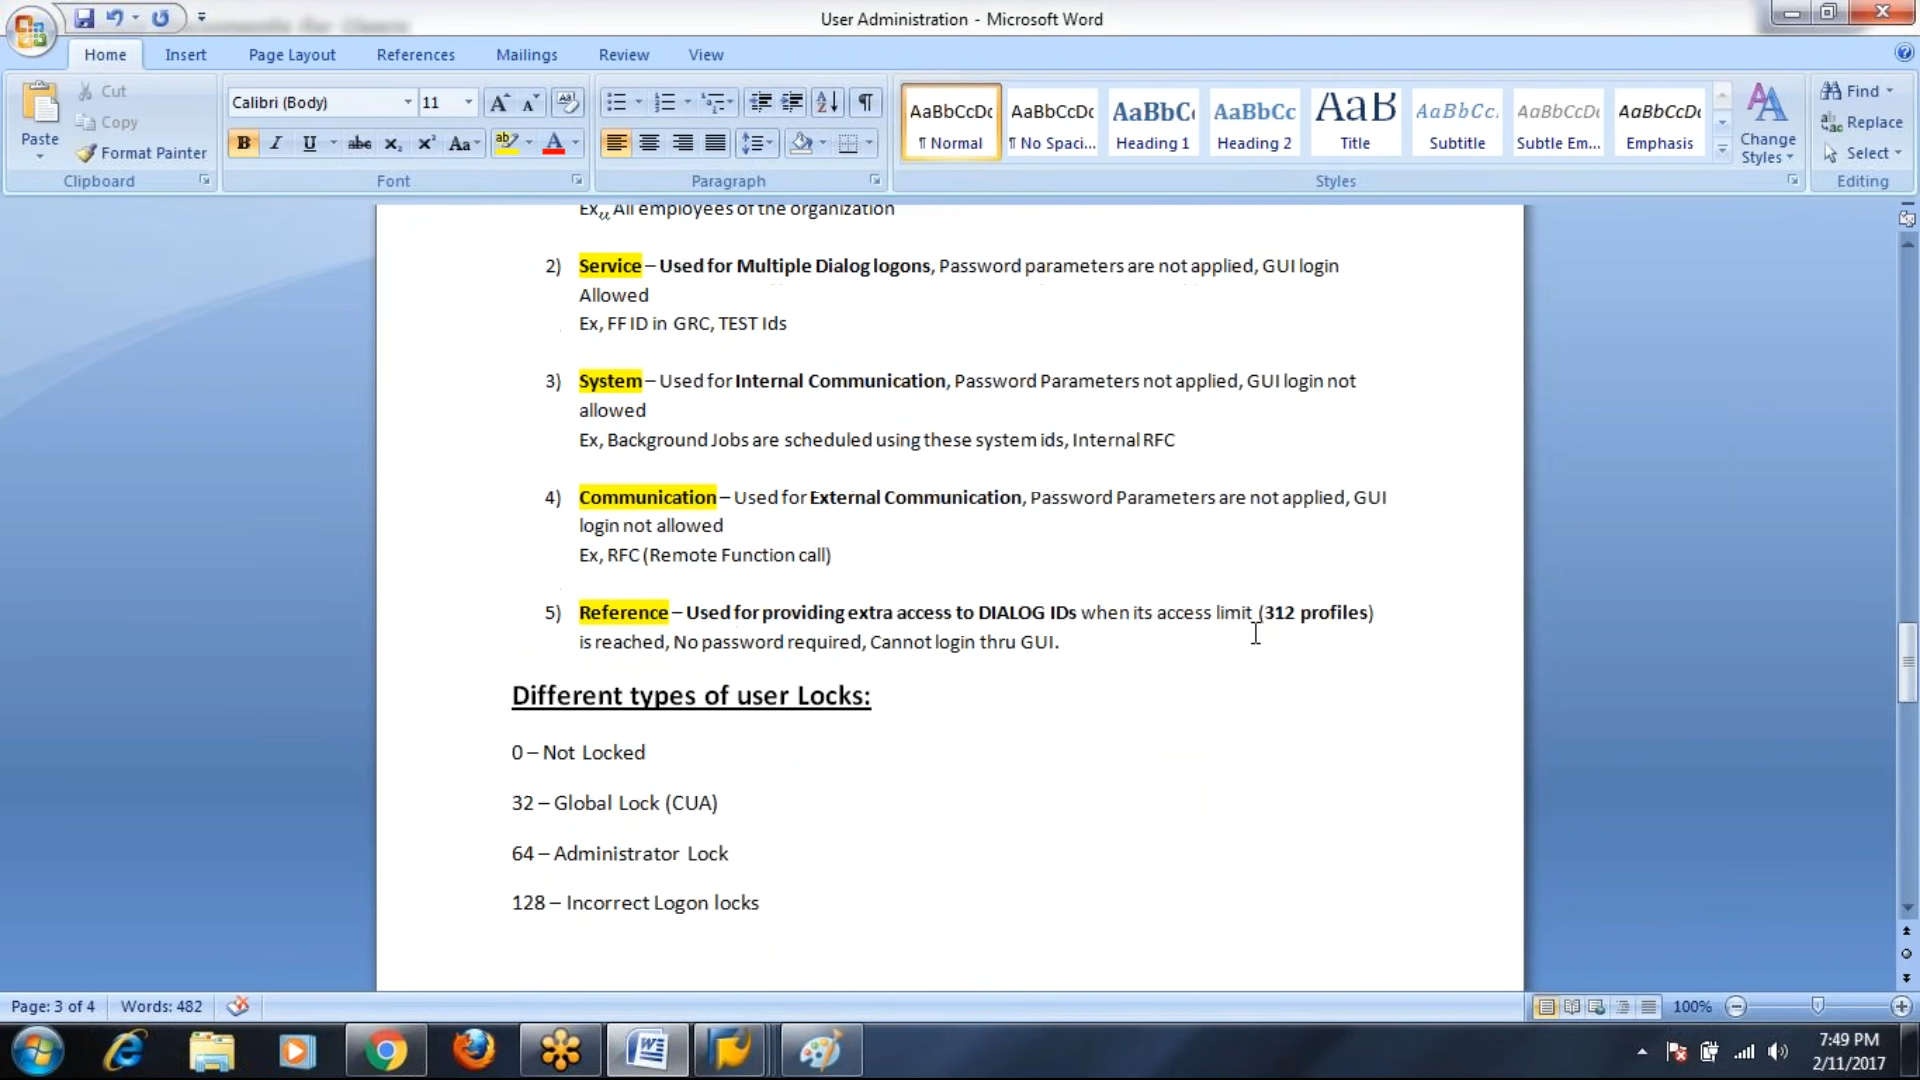 User Administration - Microsoft Word
Home Insert Page Layout References Mailings Review View
Paste
Cut
Copy
Format Painter
Clipboard
Calibri (Body) 11
Font
Paragraph
AaBbCcDc AaBbCcDc AaBbC AaBbCc AaB AaBbCc. AaBbCcDc AaBbCcDc
¶ Normal ¶ No Spaci... Heading 1 Heading 2 Title Subtitle Subtle Em... Emphasis
Change
Styles
Styles
Find
Replace
Select
Editing
Ex,, All employees of the organization
2) Service – Used for Multiple Dialog logons, Password parameters are not applied, GUI login
Allowed
Ex, FF ID in GRC, TEST Ids
3) System – Used for Internal Communication, Password Parameters not applied, GUI login not
allowed
Ex, Background Jobs are scheduled using these system ids, Internal RFC
4) Communication – Used for External Communication, Password Parameters are not applied, GUI
login not allowed
Ex, RFC (Remote Function call)
5) Reference – Used for providing extra access to DIALOG IDs when its access limit (312 profiles)
is reached, No password required, Cannot login thru GUI.
Different types of user Locks:
0 – Not Locked
32 – Global Lock (CUA)
64 – Administrator Lock
128 – Incorrect Logon locks
Page: 3 of 4 Words: 482 100%
7:49 PM
2/11/2017